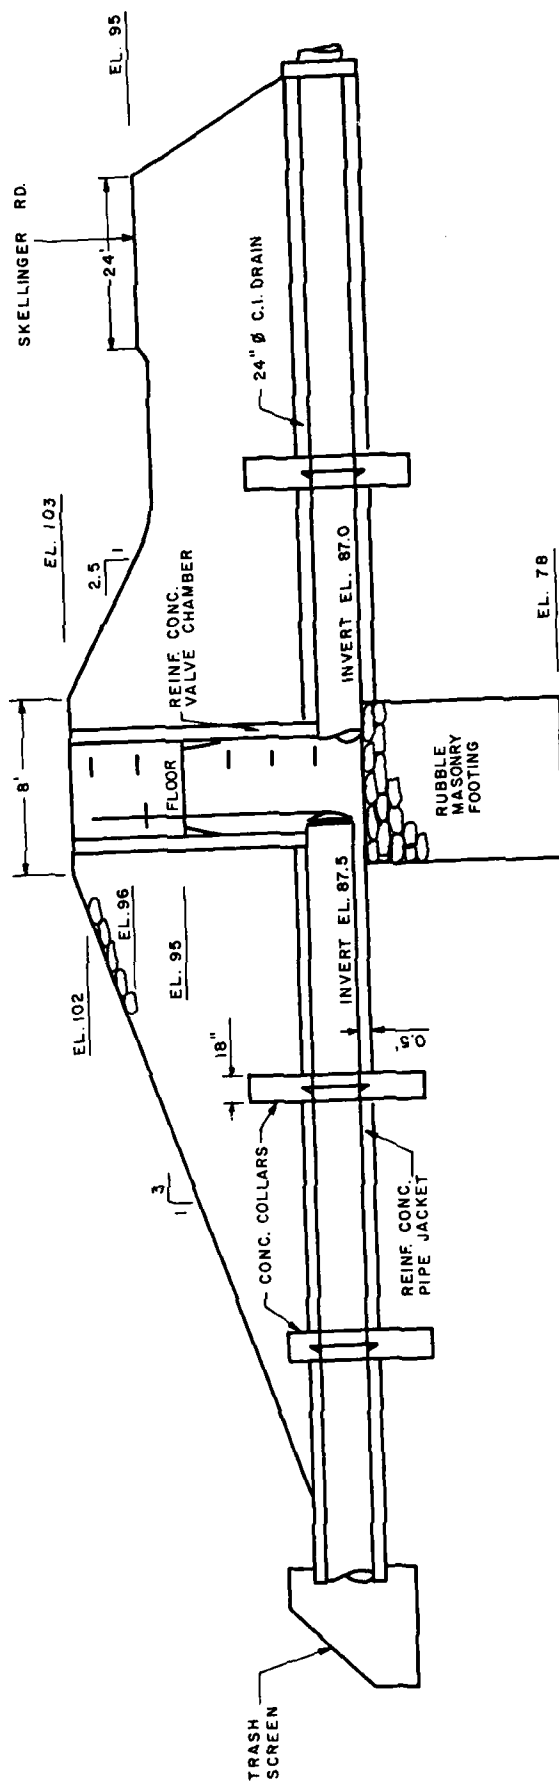 TRASH
SCREEN
3
1
CONC. COLLARS
18"
REINF. CONC.
PIPE JACKET
0.5'
EL. 102
EL. 96
EL. 95
INVERT EL. 87.5
8'
FLOOR
REINF. CONC.
VALVE CHAMBER
RUBBLE
MASONRY
FOOTING
EL. 78
INVERT EL. 87.0
EL. 103
2.5
1
24" Ø C.I. DRAIN
24'
SKELLINGER RD.
EL. 95